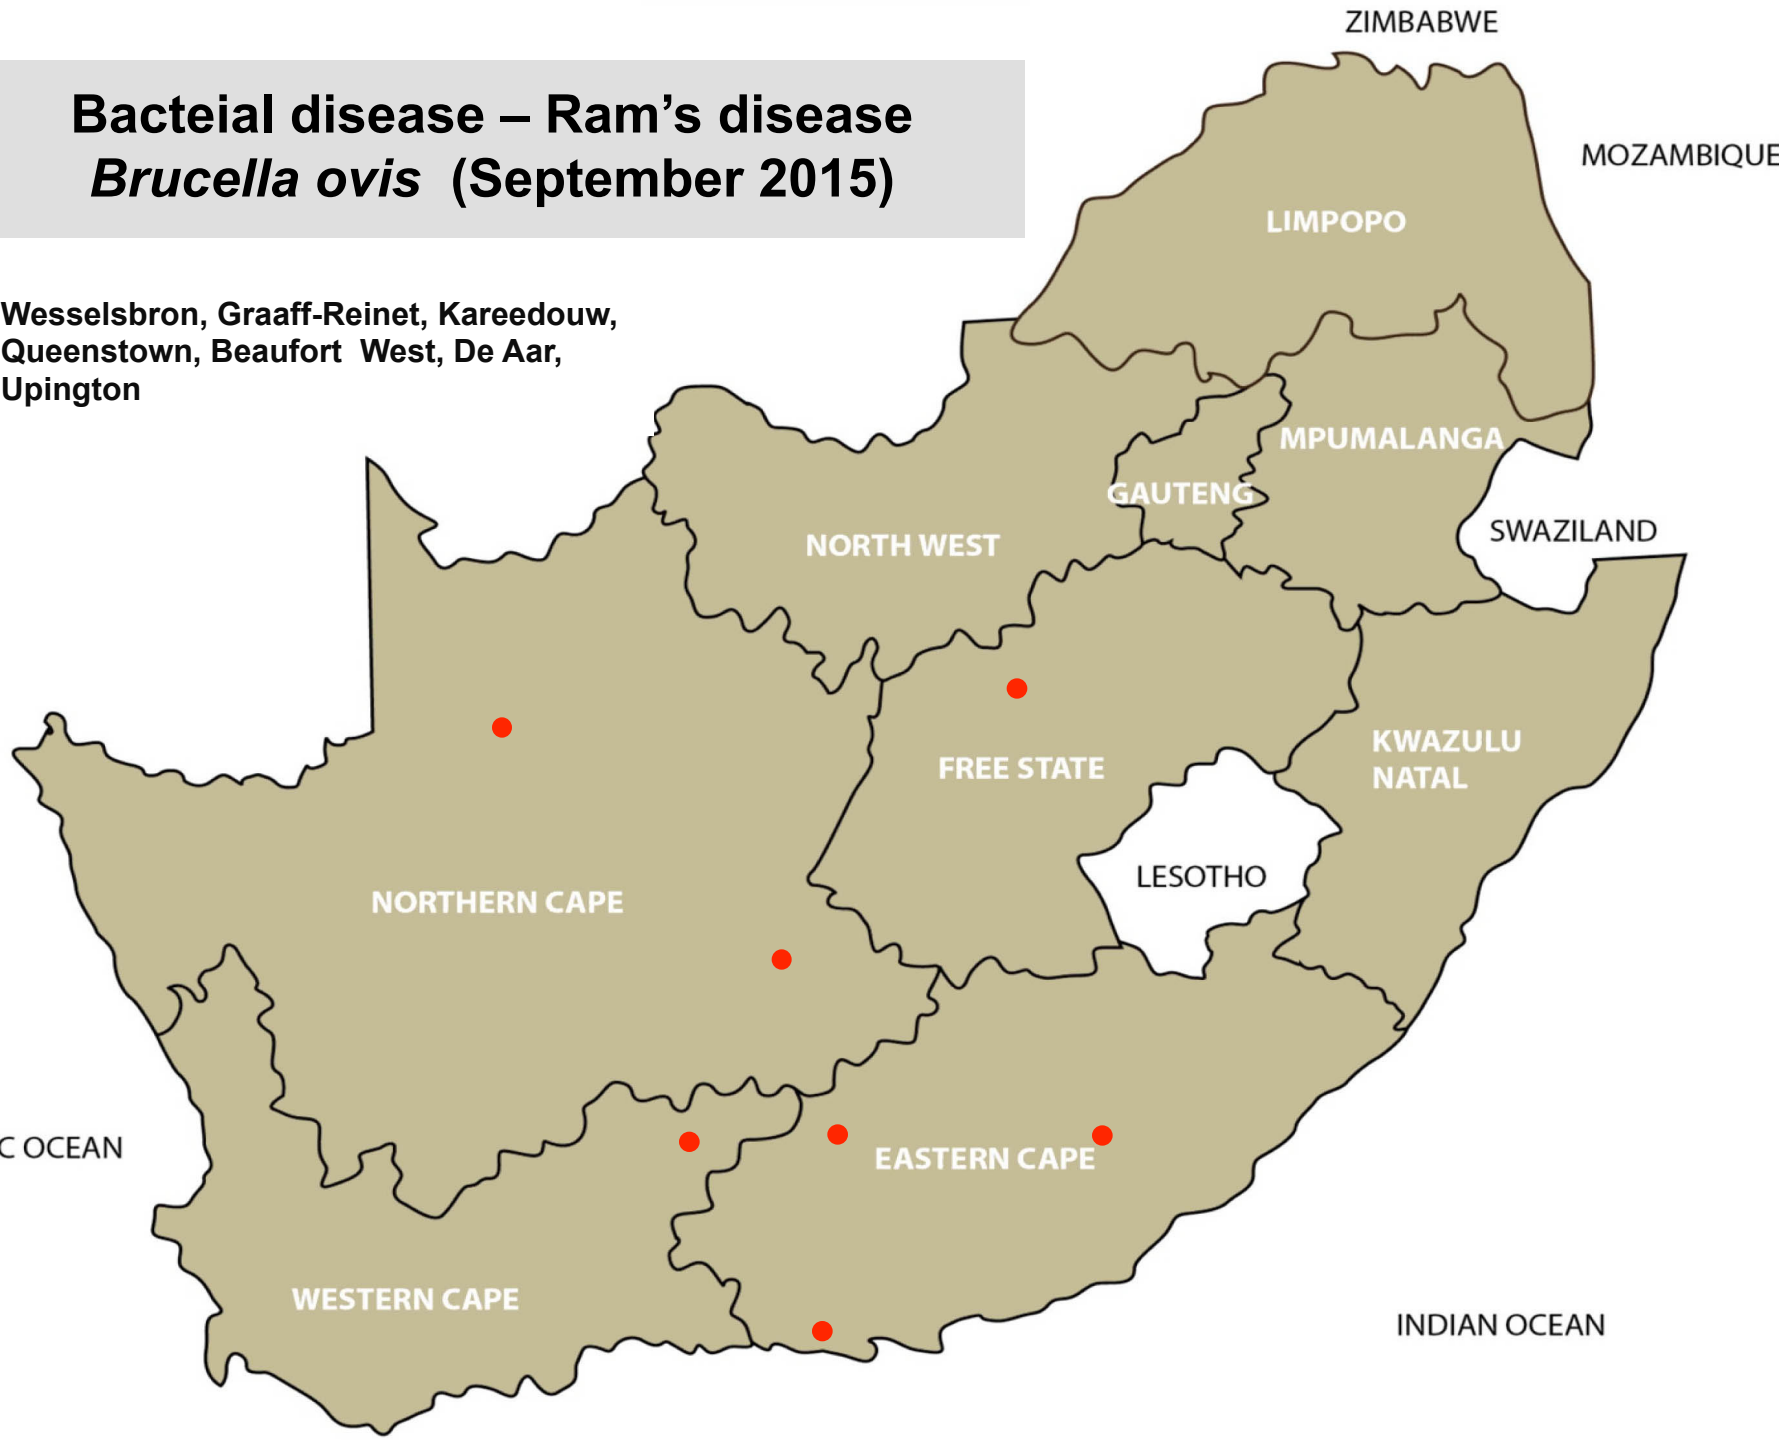 ZIMBABWE
Bacteial disease – Ram’s disease
Brucella ovis (September 2015)
MOZAMBIQUE
LIMPOPO
Wesselsbron, Graaff-Reinet, Kareedouw,
Queenstown, Beaufort West, De Aar,
Upington
MPUMALANGA
GAUTENG
SWAZILAND
NORTH WEST
KWAZULU
NATAL
FREE STATE
LESOTHO
NORTHERN CAPE
C OCEAN
EASTERN CAPE
WESTERN CAPE
INDIAN OCEAN